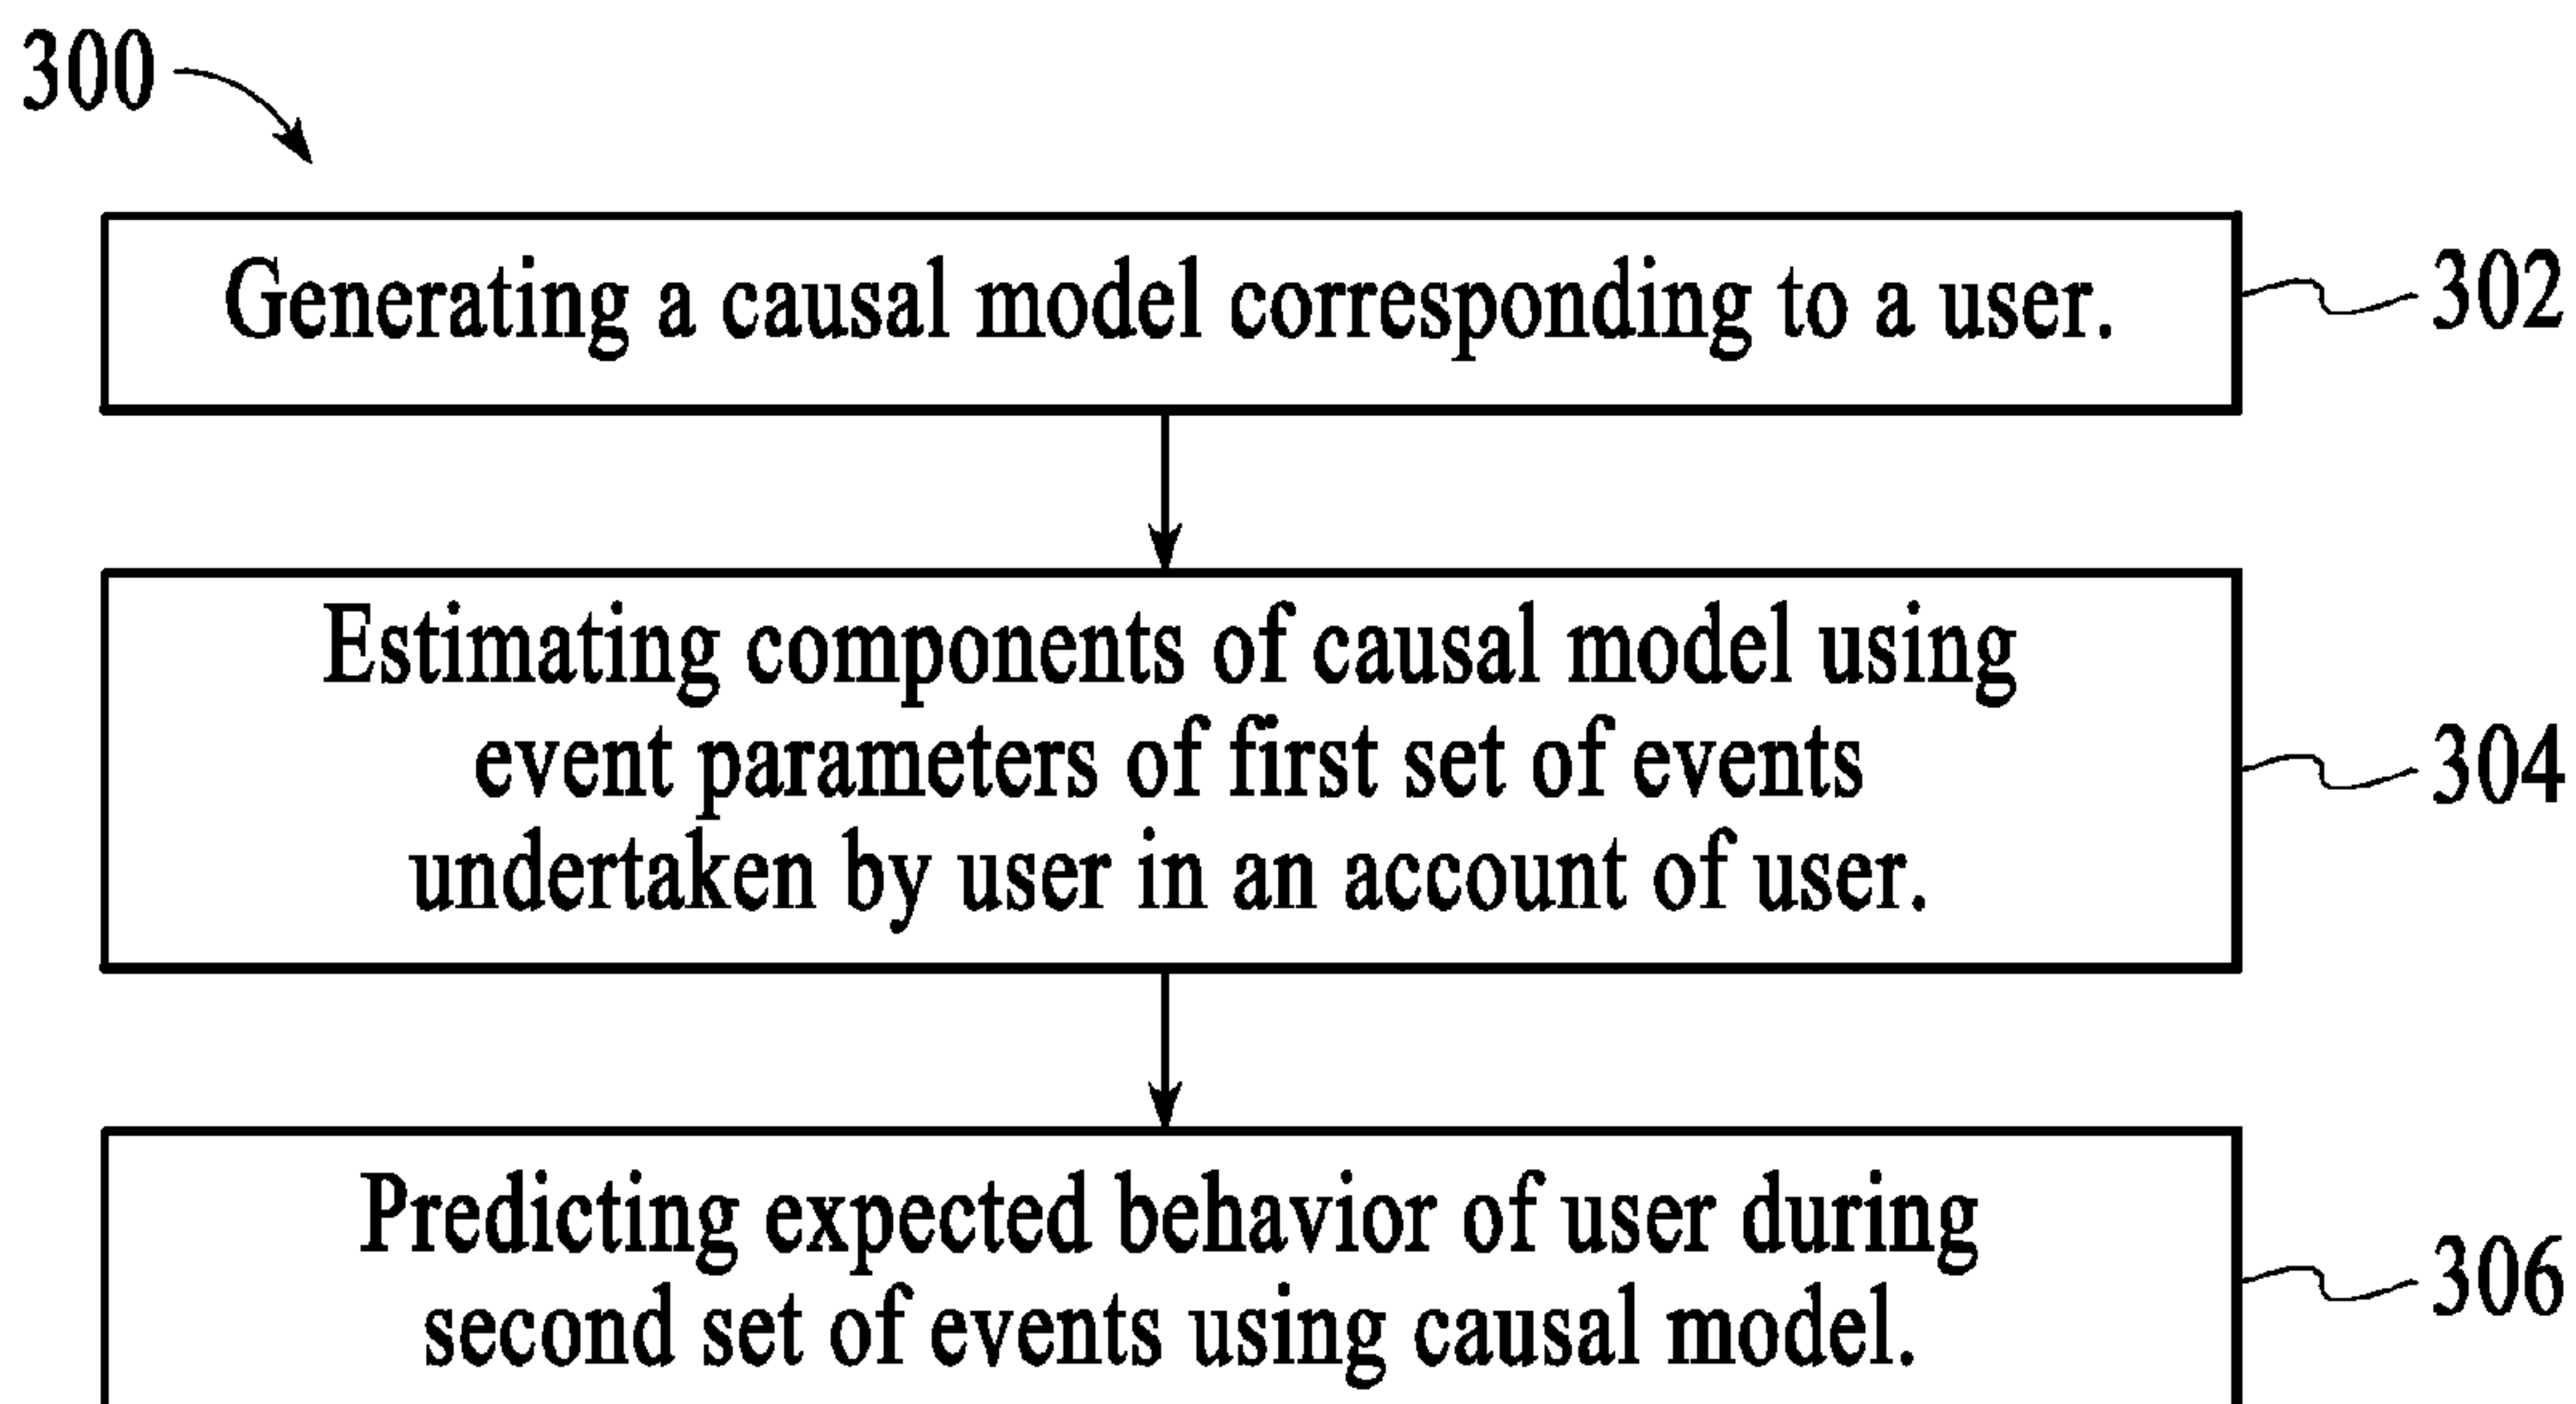 300
Generating a causal model corresponding to a user.
302
Estimating components of causal model using
event parameters of first set of events
undertaken by user in an account of user.
304
Predicting expected behavior of user during
second set of events using causal model.
306